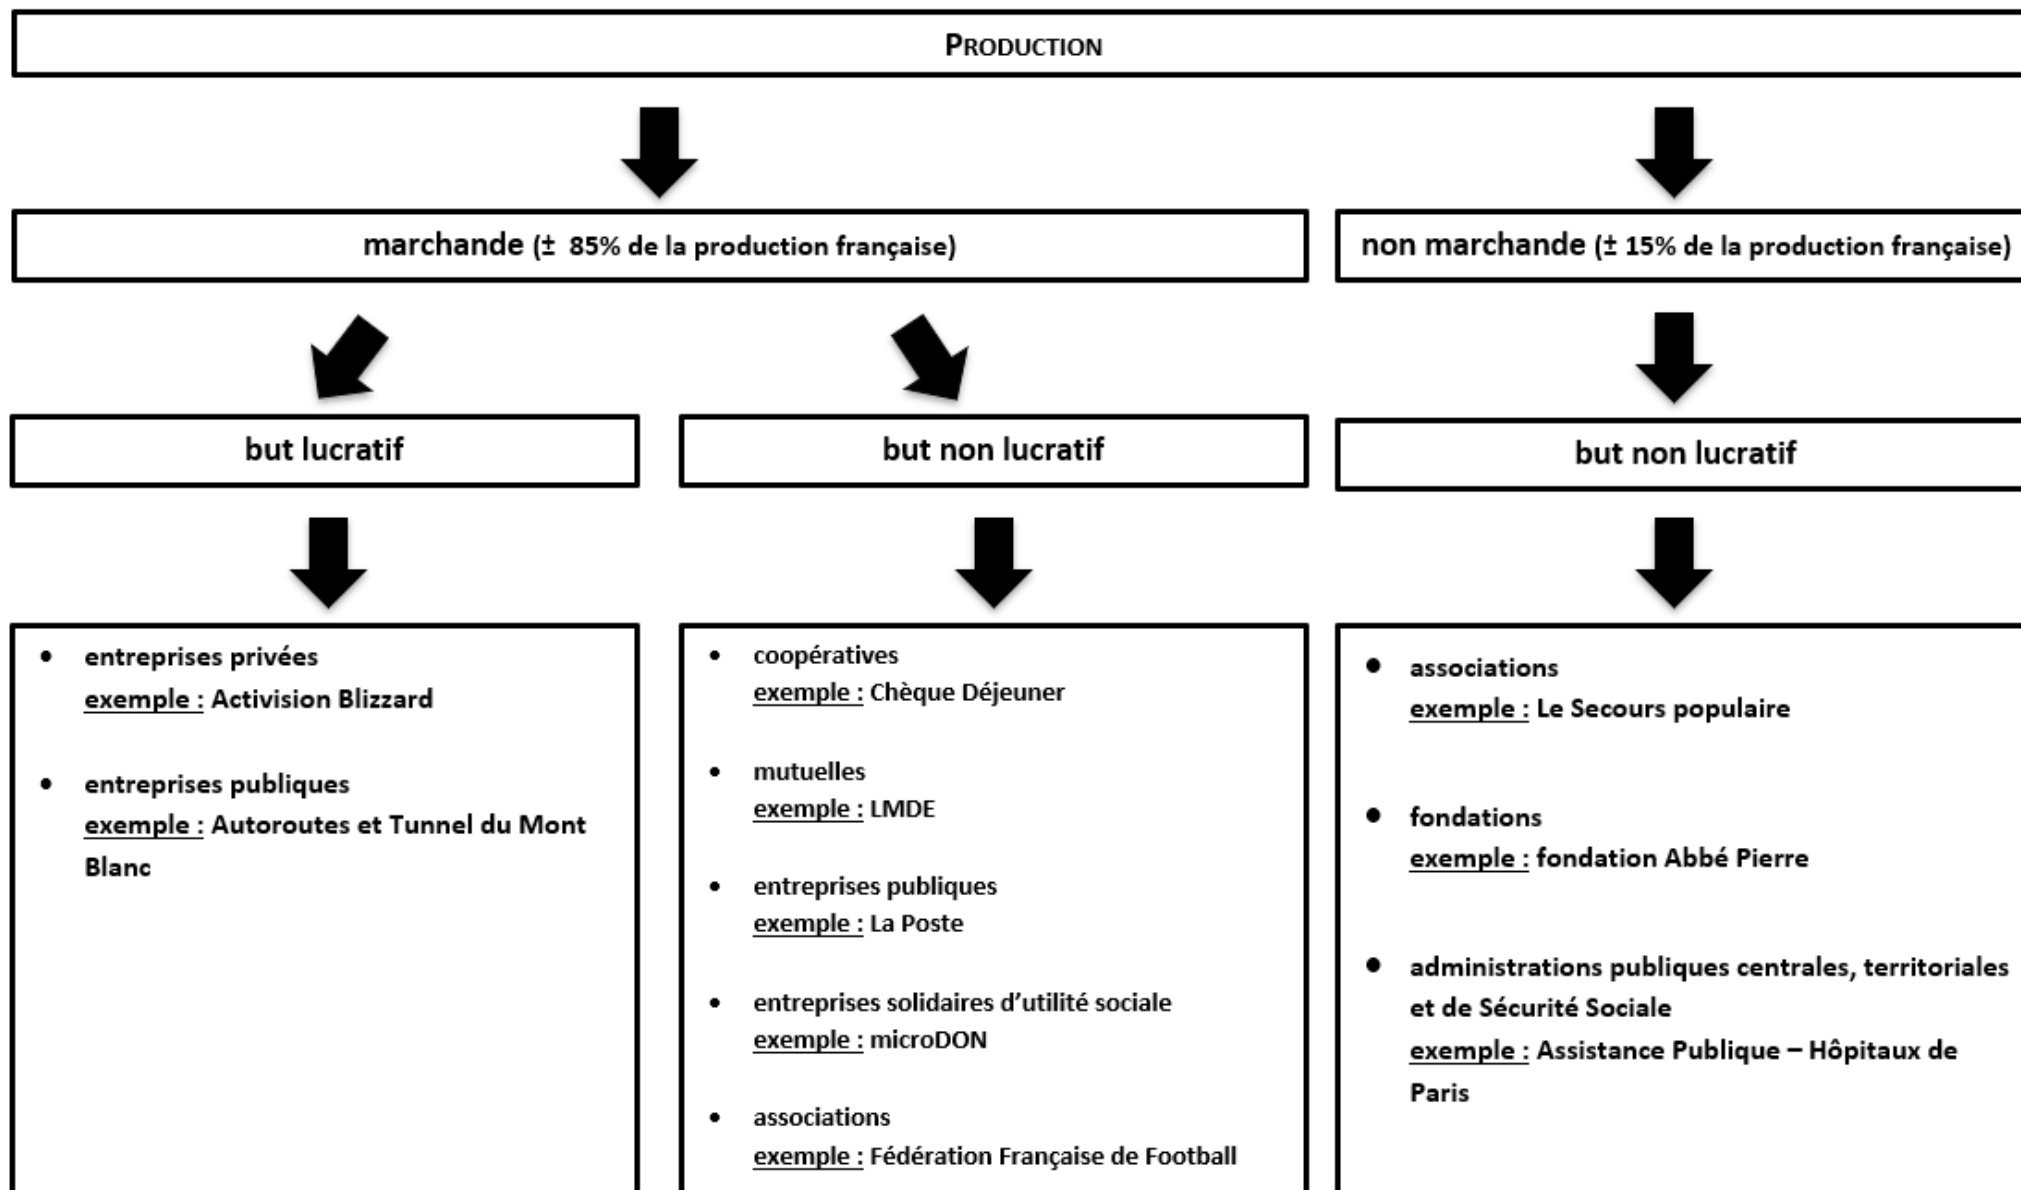 PRODUCTION
marchande (± 85% de la production française)
non marchande (± 15% de la production française)
but lucratif
but non lucratif
but non lucratif
• entreprises privées
exemple : Activision Blizzard
• entreprises publiques
exemple : Autoroutes et Tunnel du Mont
Blanc
• coopératives
exemple : Chèque Déjeuner
• mutuelles
exemple : LMDE
• entreprises publiques
exemple : La Poste
• entreprises solidaires d’utilité sociale
exemple : microDON
• associations
exemple : Fédération Française de Football
• associations
exemple : Le Secours populaire
• fondations
exemple : fondation Abbé Pierre
• administrations publiques centrales, territoriales
et de Sécurité Sociale
exemple : Assistance Publique – Hôpitaux de
Paris